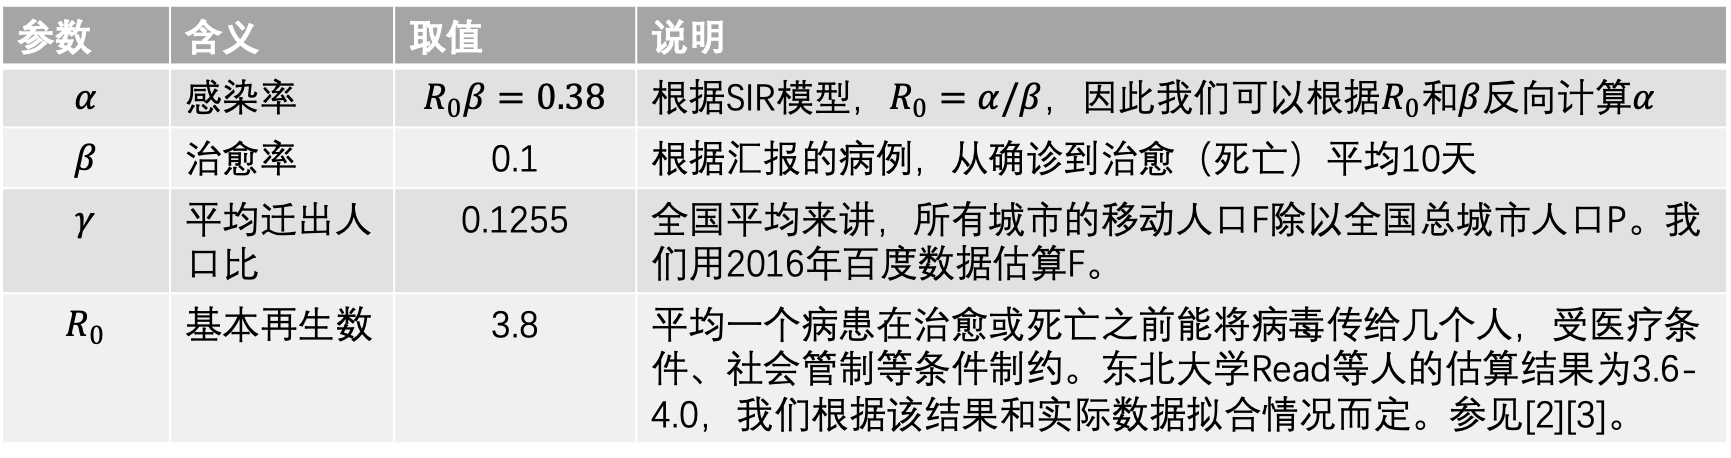 参数 含义 取值 说明
α 感染率 R₀β = 0.38 根据SIR模型，R₀ = α/β，因此我们可以根据R₀和β反向计算α
β 治愈率 0.1 根据汇报的病例，从确诊到治愈（死亡）平均10天
γ 平均迁出人 0.1255 全国平均来讲，所有城市的移动人口F除以全国总城市人口P。我
口比 们用2016年百度数据估算F。
R₀ 基本再生数 3.8 平均一个病患在治愈或死亡之前能将病毒传给几个人，受医疗条
件、社会管制等条件制约。东北大学Read等人的估算结果为3.6-
4.0，我们根据该结果和实际数据拟合情况而定。参见[2][3]。